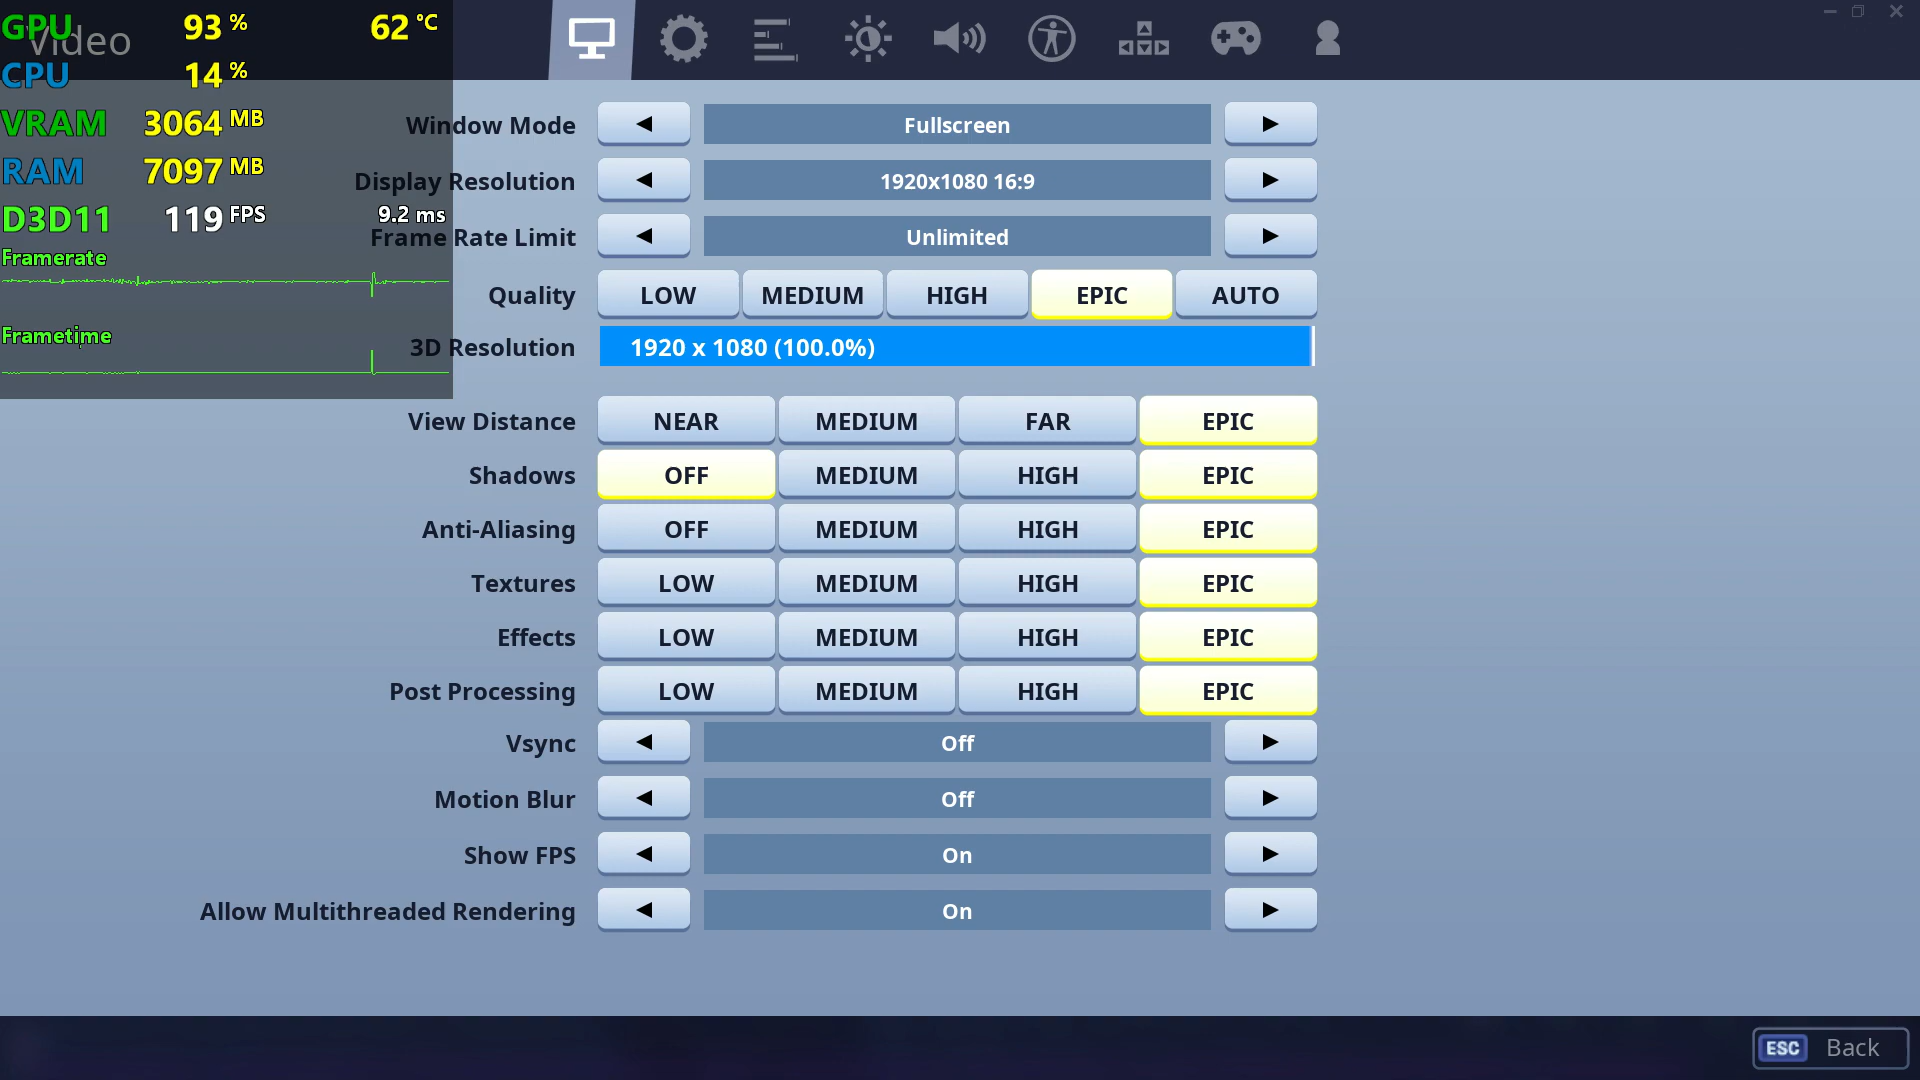 Video
GPU 93 % 62 °C
CPU 14 %
VRAM 3064 MB
RAM 7097 MB
D3D11 119 FPS 9.2 ms
Framerate
Frametime
Window Mode Fullscreen
Display Resolution 1920x1080 16:9
Frame Rate Limit Unlimited
Quality LOW MEDIUM HIGH EPIC AUTO
3D Resolution 1920 x 1080 (100.0%)
View Distance NEAR MEDIUM FAR EPIC
Shadows OFF MEDIUM HIGH EPIC
Anti-Aliasing OFF MEDIUM HIGH EPIC
Textures LOW MEDIUM HIGH EPIC
Effects LOW MEDIUM HIGH EPIC
Post Processing LOW MEDIUM HIGH EPIC
Vsync Off
Motion Blur Off
Show FPS On
Allow Multithreaded Rendering On
ESC Back